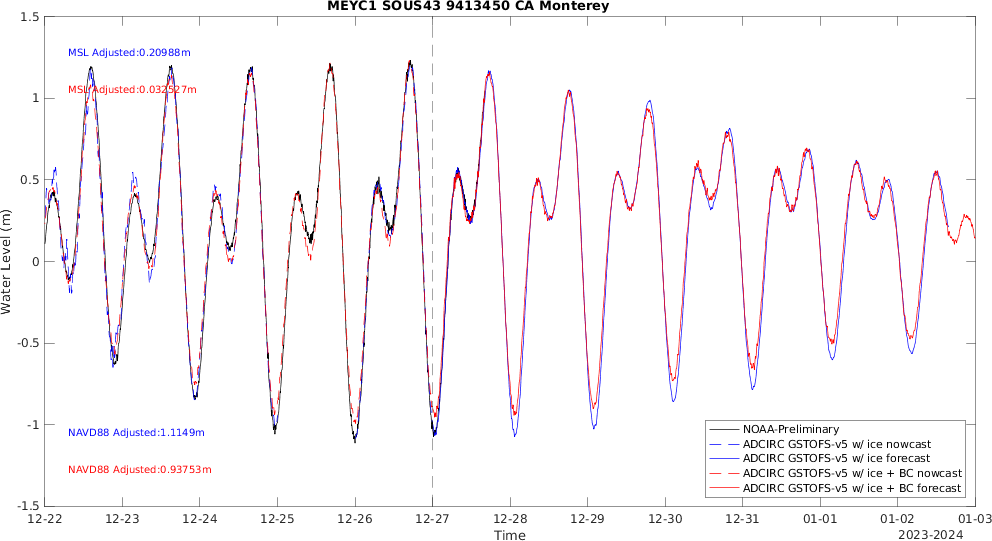 MEYC1 SOUS43 9413450 CA Monterey
1.5
1
0.5
0
-0.5
-1
-1.5
Water Level (m)
MSL Adjusted:0.20988m
MSL Adjusted:0.032527m
NAVD88 Adjusted:1.1149m
NAVD88 Adjusted:0.93753m
NOAA-Preliminary
ADCIRC GSTOFS-v5 w/ ice nowcast
ADCIRC GSTOFS-v5 w/ ice forecast
ADCIRC GSTOFS-v5 w/ ice + BC nowcast
ADCIRC GSTOFS-v5 w/ ice + BC forecast
12-22 12-23 12-24 12-25 12-26 12-27 12-28 12-29 12-30 12-31 01-01 01-02 01-03
Time
2023-2024